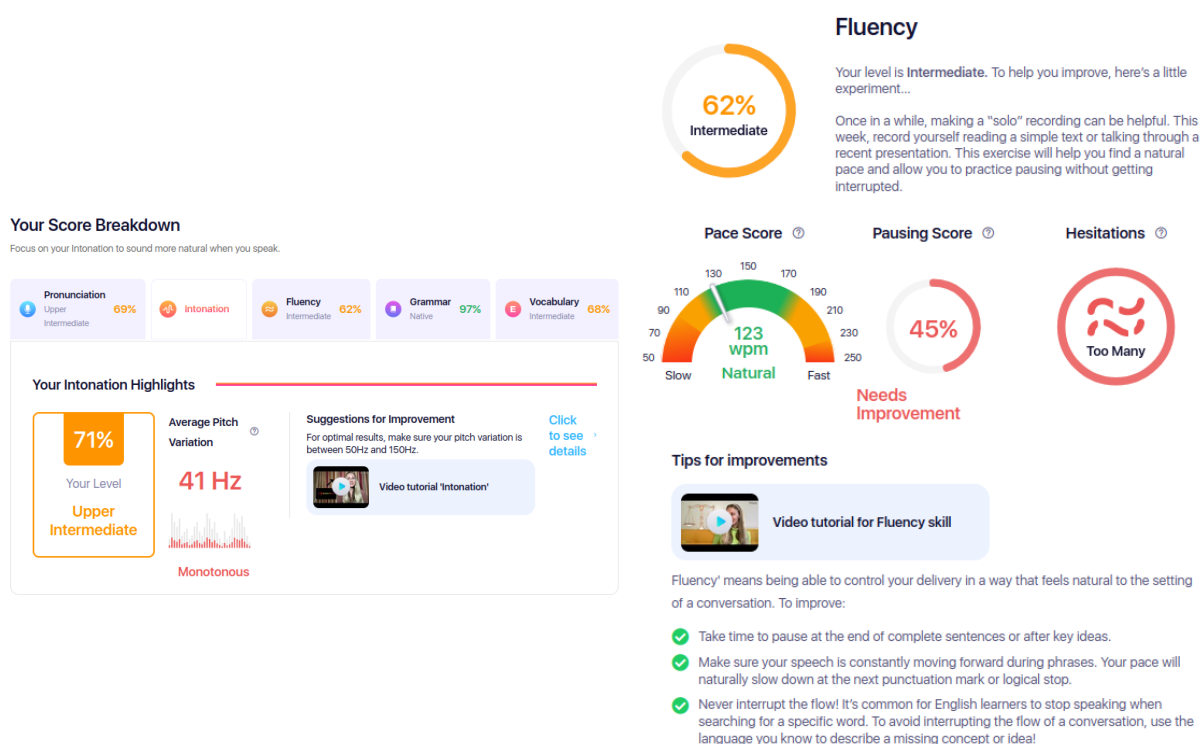 Your Score Breakdown
Focus on your Intonation to sound more natural when you speak.
Pronunciation
Upper
Intermediate
69%
Intonation
Fluency
Intermediate
62%
Grammar
Native
97%
E
Vocabulary
Intermediate
68%
Your Intonation Highlights
71%
Your Level
Upper
Intermediate
Average Pitch
Variation
?
41 Hz
Monotonous
Suggestions for Improvement
For optimal results, make sure your pitch variation is
between 50Hz and 150Hz.
Video tutorial 'Intonation'
Click
to see
details
62%
Intermediate
Fluency
Your level is Intermediate. To help you improve, here's a little
experiment...
Once in a while, making a "solo" recording can be helpful. This
week, record yourself reading a simple text or talking through a
recent presentation. This exercise will help you find a natural
pace and allow you to practice pausing without getting
interrupted.
Pace Score ?
50
70
90
110
130
150
170
190
210
230
250
123
wpm
Natural
Slow
Fast
Pausing Score ?
45%
Needs
Improvement
Hesitations ?
Too Many
Tips for improvements
Video tutorial for Fluency skill
Fluency' means being able to control your delivery in a way that feels natural to the setting
of a conversation. To improve:
Take time to pause at the end of complete sentences or after key ideas.
Make sure your speech is constantly moving forward during phrases. Your pace will
naturally slow down at the next punctuation mark or logical stop.
Never interrupt the flow! It's common for English learners to stop speaking when
searching for a specific word. To avoid interrupting the flow of a conversation, use the
language you know to describe a missing concept or idea!